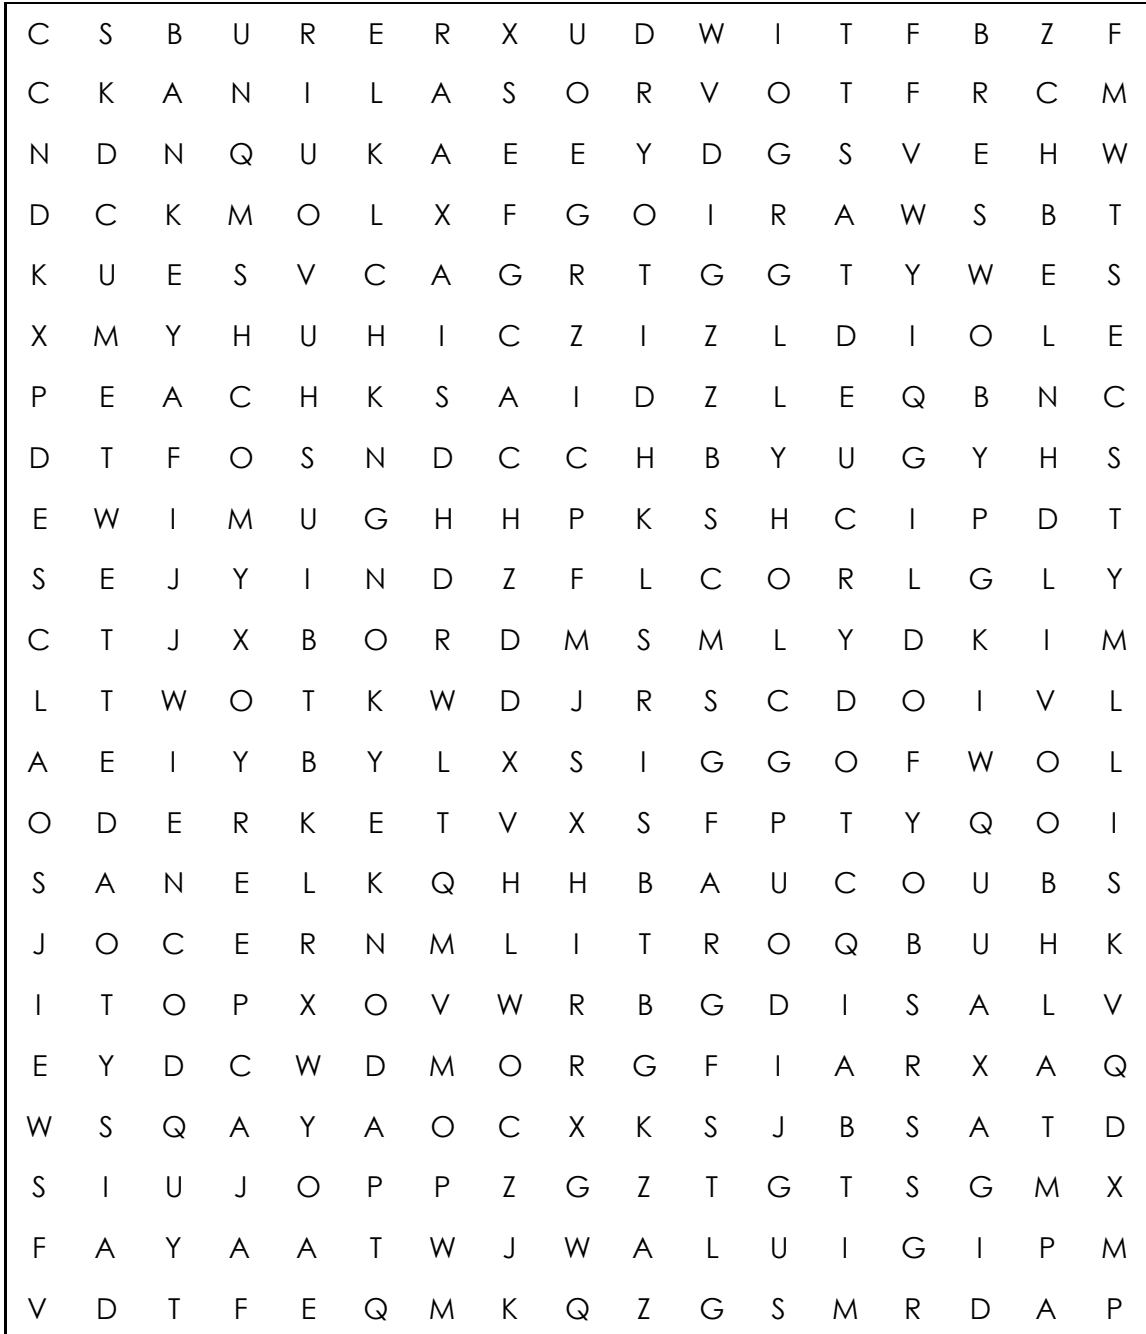 C S B U R E R X U D W I T F B Z F
C K A N I L A S O R V O T F R C M
N D N Q U K A E E Y D G S V E H W
D C K M O L X F G O I R A W S B T
K U E S V C A G R T G G T Y W E S
X M Y H U H I C Z I Z L D I O L E
P E A C H K S A I D Z L E Q B N C
D T F O S N D C C H B Y U G Y H S
E W I M U G H H P K S H C I P D T
S E J Y I N D Z F L C O R L G L Y
C T J X B O R D M S M L Y D K I M
L T W O T K W D J R S C D O I V L
A E I Y B Y L X S I G G O F W O L
O D E R K E T V X S F P T Y Q O I
S A N E L K Q H H B A U C O U B S
J O C E R N M L I T R O Q B U H K
I T O P X O V W R B G D I S A L V
E Y D C W D M O R G F I A R X A Q
W S Q A Y A O C X K S J B S A T D
S I U J O P P Z G Z T G T S G M X
F A Y A A T W J W A L U I G I P M
V D T F E Q M K Q Z G S M R D A P